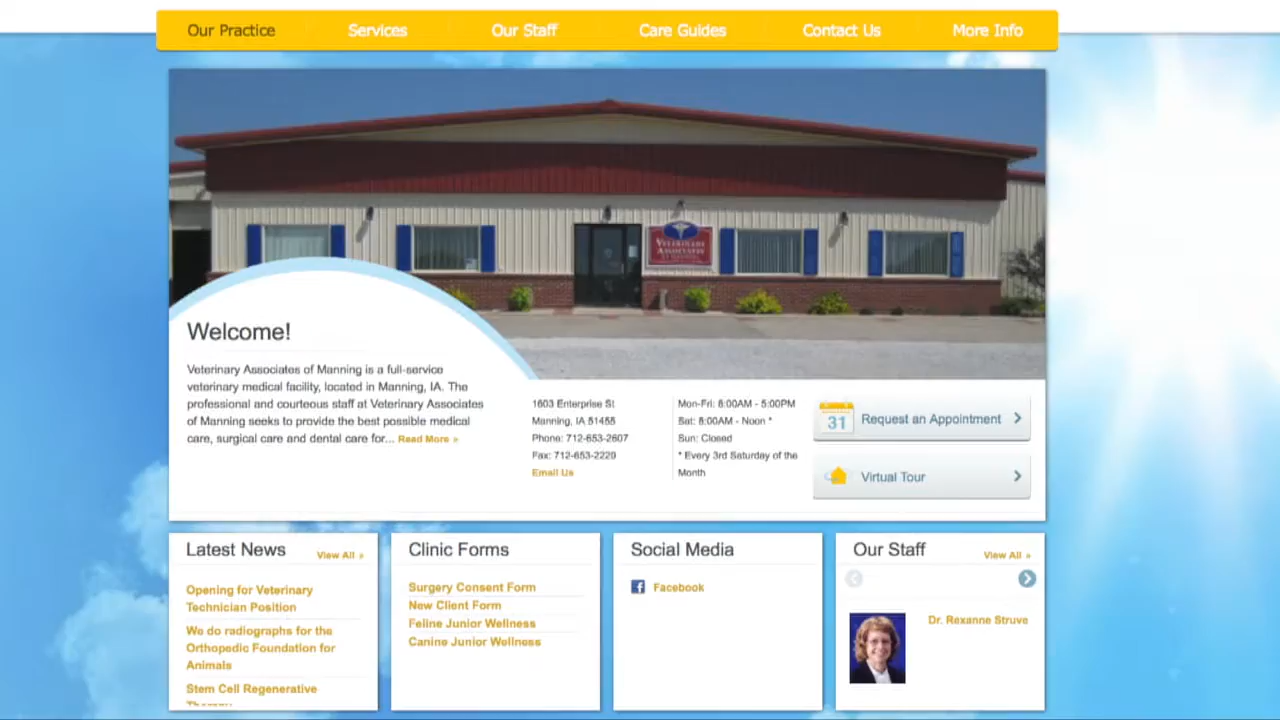 Our Practice Services Our Staff Care Guides Contact Us More Info
VETERINARY
ASSOCIATES
Welcome!
Veterinary Associates of Manning is a full-service
veterinary medical facility, located in Manning, IA. The
professional and courteous staff at Veterinary Associates
of Manning seeks to provide the best possible medical
care, surgical care and dental care for... Read More »
1603 Enterprise St
Manning, IA 51455
Phone: 712-653-2607
Fax: 712-653-2229
Email Us
Mon-Fri: 8:00AM - 5:00PM
Sat: 8:00AM - Noon *
Sun: Closed
* Every 3rd Saturday of the
Month
31 Request an Appointment
Virtual Tour
Latest News View All »
Opening for Veterinary
Technician Position
We do radiographs for the
Orthopedic Foundation for
Animals
Stem Cell Regenerative
Clinic Forms
Surgery Consent Form
New Client Form
Feline Junior Wellness
Canine Junior Wellness
Social Media
f Facebook
Our Staff View All »
Dr. Rexanne Struve